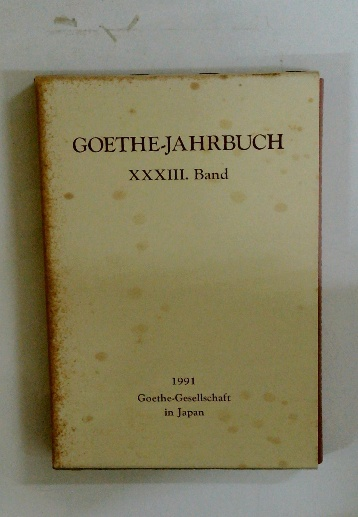 GOETHE-JAHRBUCH
XXXIII. Band
1991
Goethe-Gesellschaft
in Japan